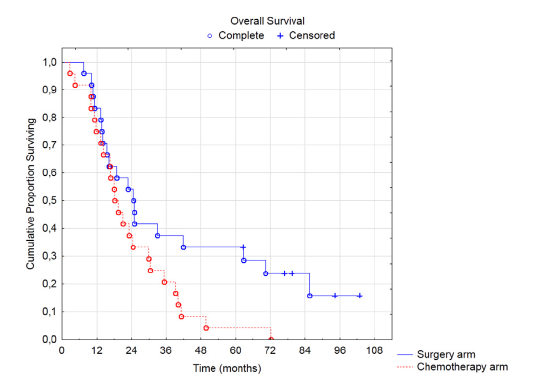 Overall Survival
Complete Censored
1,0
0,9
0,8
0,7
0,6
0,5
0,4
0,3
0,2
0,1
0,0
Cumulative Proportion Surviving
0 12 24 36 48 60 72 84 96 108
Time (months)
Surgery arm
Chemotherapy arm